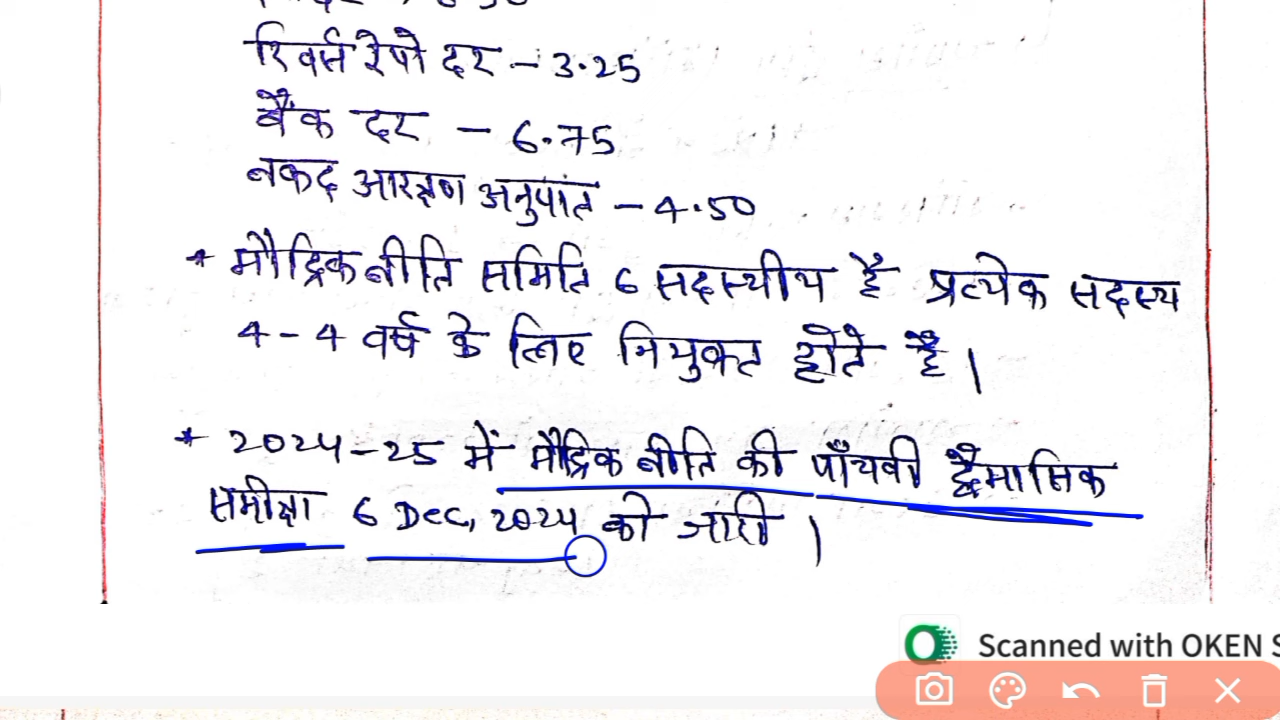 रिवर्स रेपो दर - 3.25
बैंक दर - 6.75
नकद आरक्षण अनुपात - 4.50
* मौद्रिक नीति समिति 6 सदस्यीय है प्रत्येक सदस्य
4-4 वर्ष के लिए नियुक्त होते है।
* 2024-25 में मौद्रिक नीति की पाँचवी द्वैमासिक
समीक्षा 6 Dec, 2024 को जारी।
Scanned with OKEN S